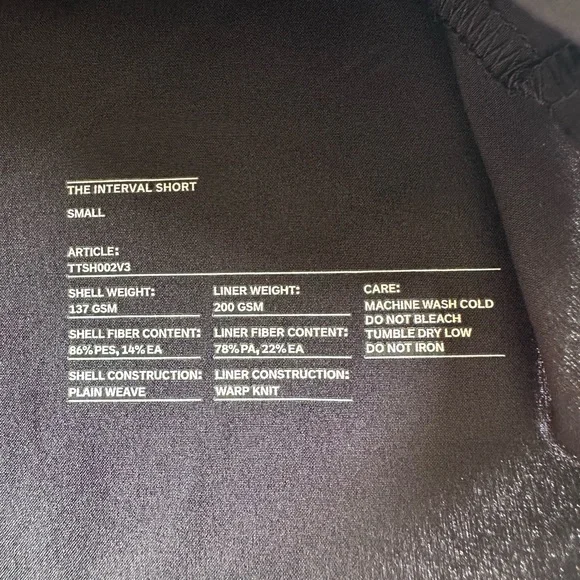 THE INTERVAL SHORT
SMALL
ARTICLE:
TTSH002V3
SHELL WEIGHT:
137 GSM
SHELL FIBER CONTENT:
86% PES, 14% EA
SHELL CONSTRUCTION:
PLAIN WEAVE
LINER WEIGHT:
200 GSM
LINER FIBER CONTENT:
78% PA, 22% EA
LINER CONSTRUCTION:
WARP KNIT
CARE:
MACHINE WASH COLD
DO NOT BLEACH
TUMBLE DRY LOW
DO NOT IRON